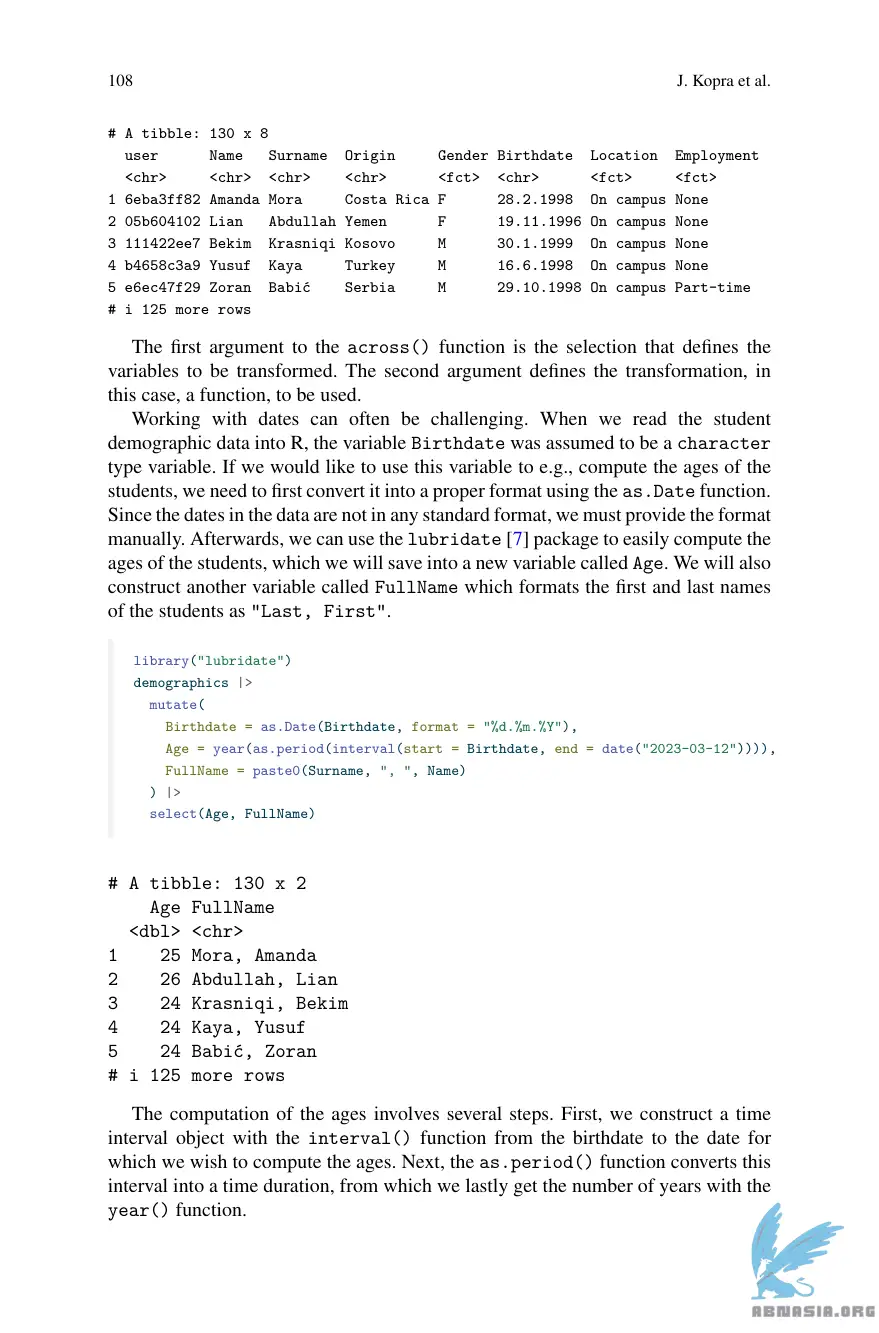 108 J. Kopra et al.
# A tibble: 130 x 8
user Name Surname Origin Gender Birthdate Location Employment
<chr> <chr> <chr> <chr> <fct> <chr> <fct> <fct>
1 6eba3ff82 Amanda Mora Costa Rica F 28.2.1998 On campus None
2 05b604102 Lian Abdullah Yemen F 19.11.1996 On campus None
3 111422ee7 Bekim Krasniqi Kosovo M 30.1.1999 On campus None
4 b4658c3a9 Yusuf Kaya Turkey M 16.6.1998 On campus None
5 e6ec47f29 Zoran Babić Serbia M 29.10.1998 On campus Part-time
# i 125 more rows
The first argument to the across() function is the selection that defines the
variables to be transformed. The second argument defines the transformation, in
this case, a function, to be used.
Working with dates can often be challenging. When we read the student
demographic data into R, the variable Birthdate was assumed to be a character
type variable. If we would like to use this variable to e.g., compute the ages of the
students, we need to first convert it into a proper format using the as.Date function.
Since the dates in the data are not in any standard format, we must provide the format
manually. Afterwards, we can use the lubridate [7] package to easily compute the
ages of the students, which we will save into a new variable called Age. We will also
construct another variable called FullName which formats the first and last names
of the students as "Last, First".
library("lubridate")
demographics |>
mutate(
Birthdate = as.Date(Birthdate, format = "%d.%m.%Y"),
Age = year(as.period(interval(start = Birthdate, end = date("2023-03-12")))),
FullName = paste0(Surname, ", ", Name)
) |>
select(Age, FullName)
# A tibble: 130 x 2
Age FullName
<dbl> <chr>
1 25 Mora, Amanda
2 26 Abdullah, Lian
3 24 Krasniqi, Bekim
4 24 Kaya, Yusuf
5 24 Babić, Zoran
# i 125 more rows
The computation of the ages involves several steps. First, we construct a time
interval object with the interval() function from the birthdate to the date for
which we wish to compute the ages. Next, the as.period() function converts this
interval into a time duration, from which we lastly get the number of years with the
year() function.
ABNASIA.ORG